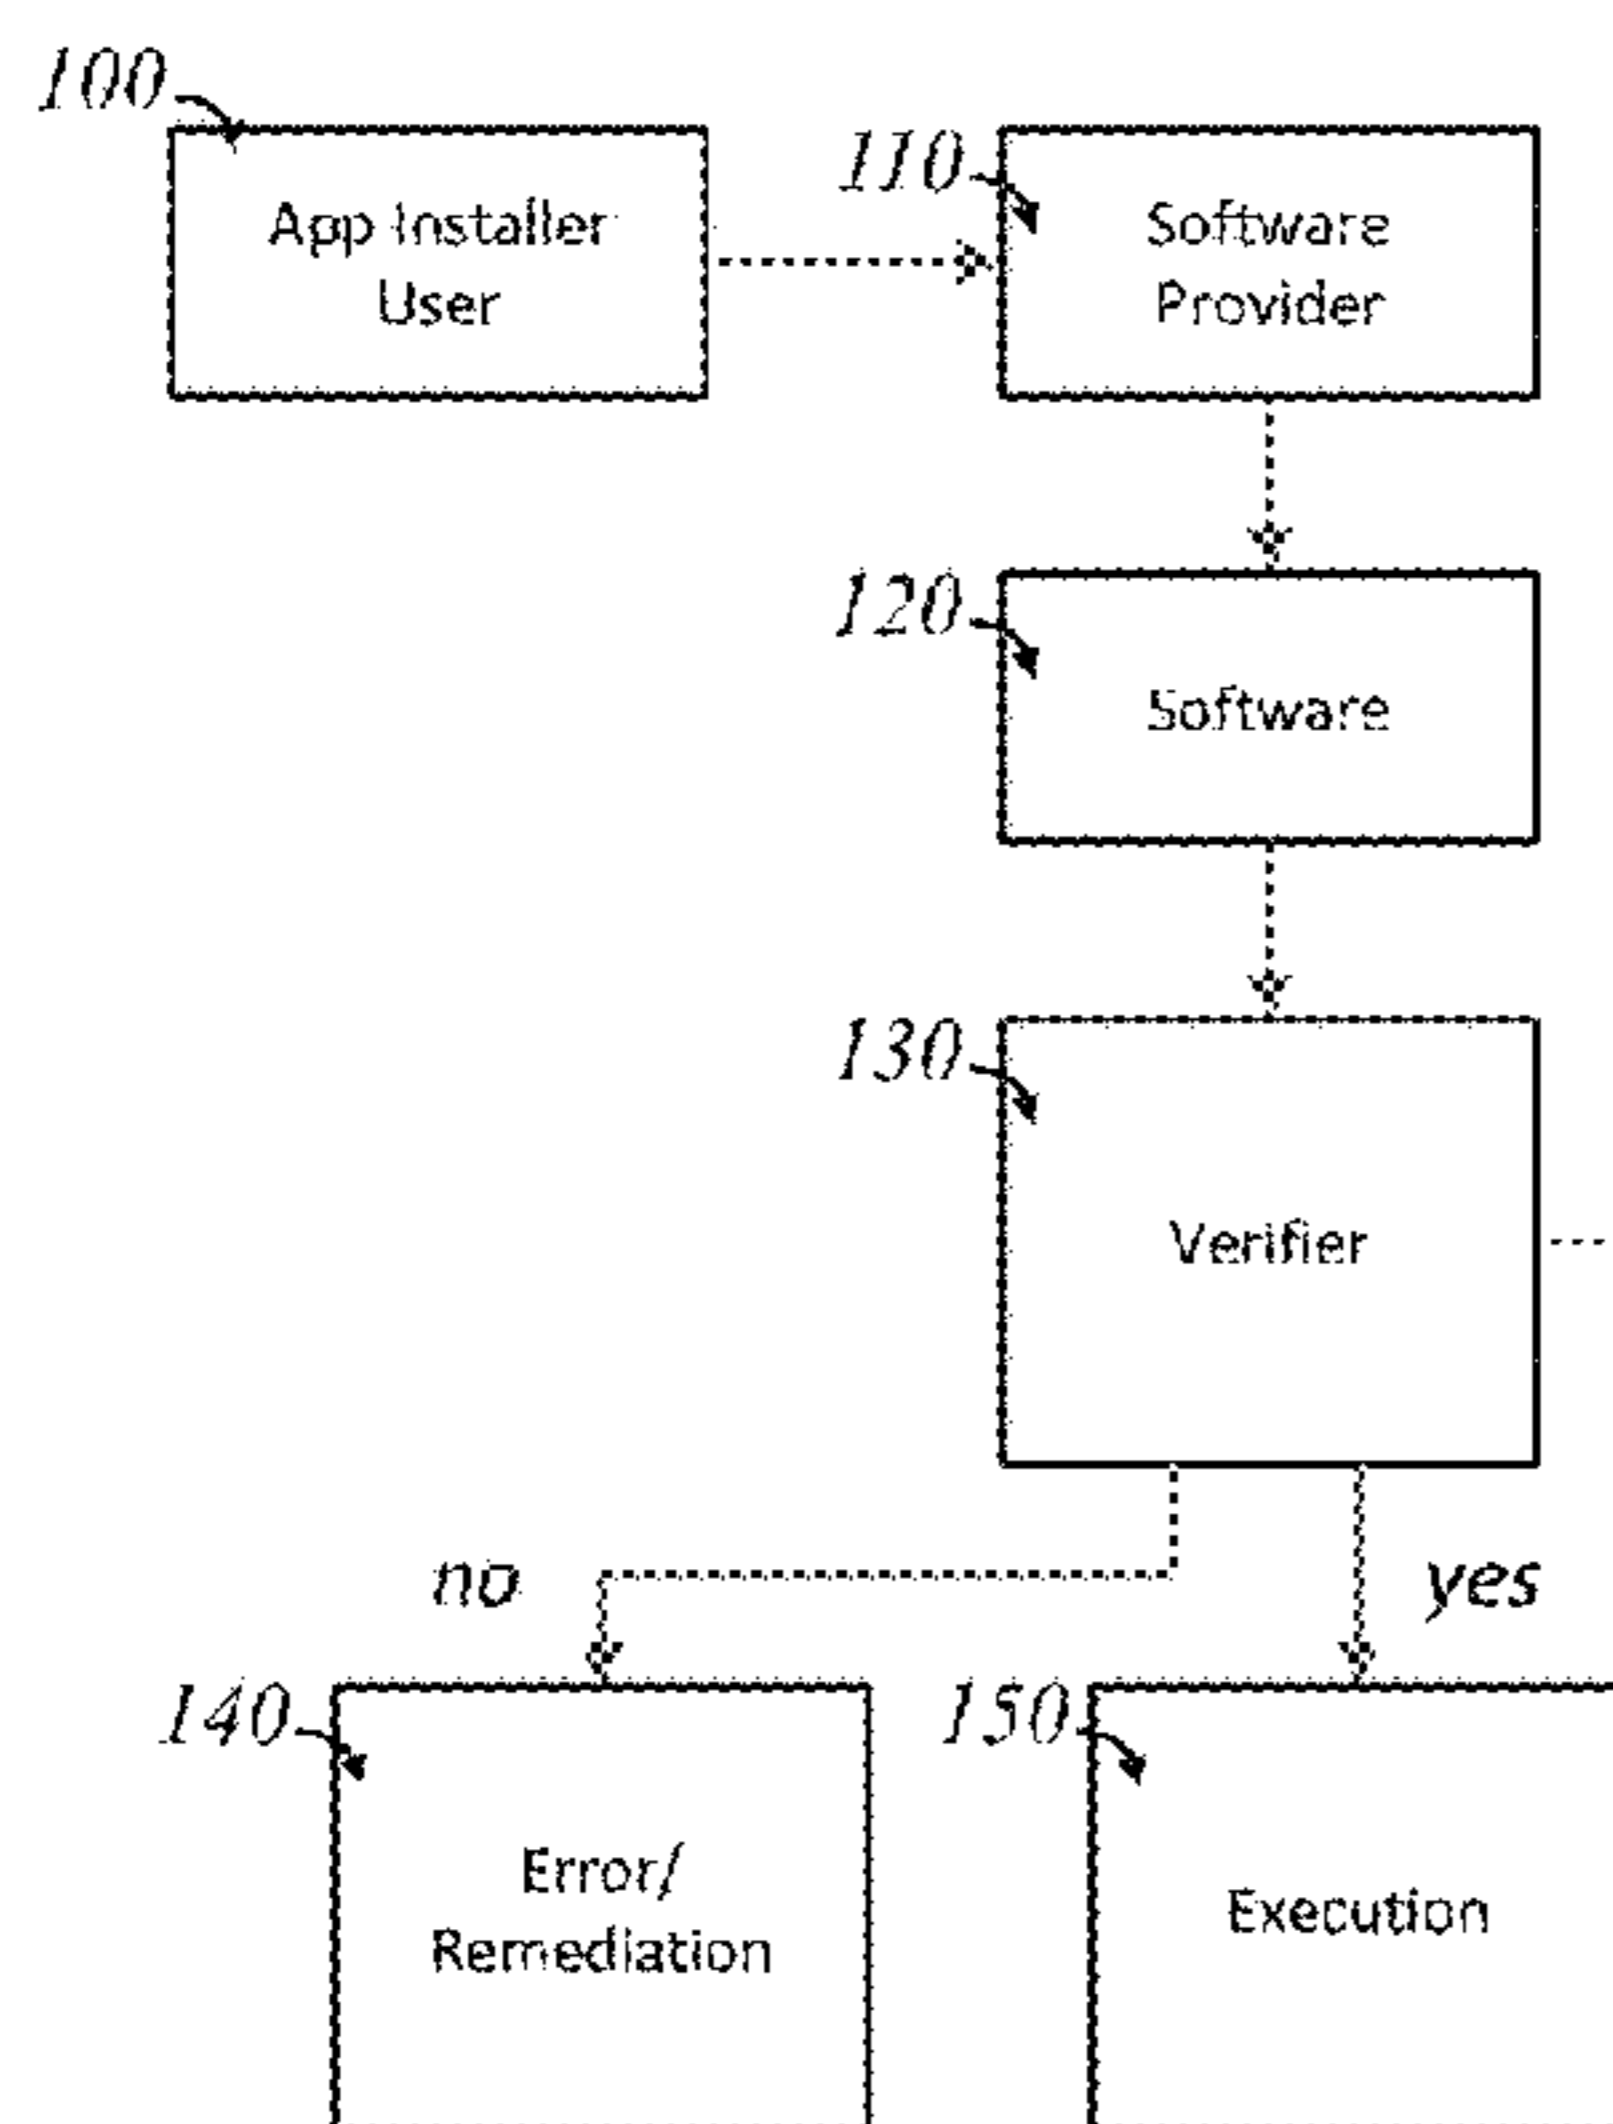 100
App Installer
User
110
Software
Provider
120
Software
130
Verifier
no
yes
140
Error/
Remediation
150
Execution